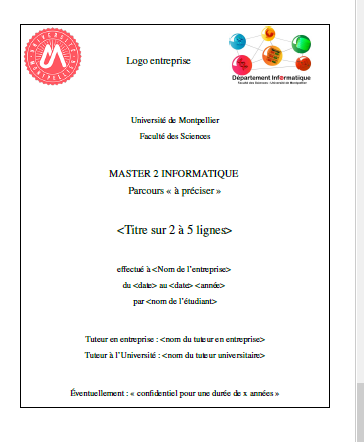 UNIVERSITÉ
MONTPELLIER
Logo entreprise
Département Informatique
Faculté des Sciences - Université de Montpellier
Université de Montpellier
Faculté des Sciences
MASTER 2 INFORMATIQUE
Parcours « à préciser »
<Titre sur 2 à 5 lignes>
effectué à <Nom de l'entreprise>
du <date> au <date> <année>
par <nom de l'étudiant>
Tuteur en entreprise : <nom du tuteur en entreprise>
Tuteur à l'Université : <nom du tuteur universitaire>
Éventuellement : « confidentiel pour une durée de x années »